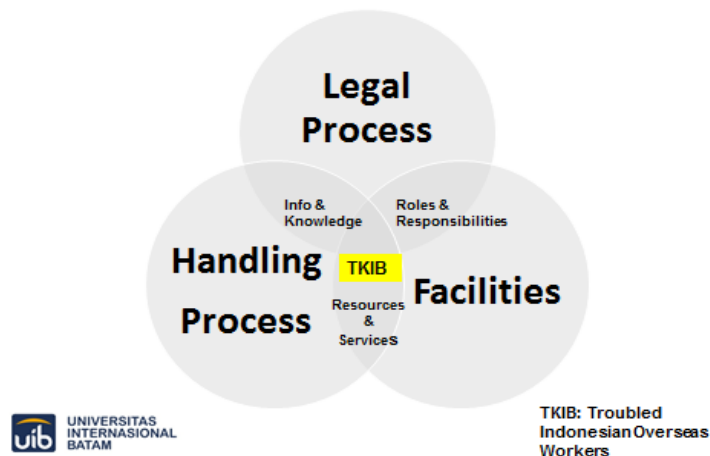 Legal
Process
Info &
Knowledge
Roles &
Responsibilities
Handling
Process
TKIB
Facilities
Resources
&
Services
uib
UNIVERSITAS
INTERNASIONAL
BATAM
TKIB: Troubled
Indonesian Overseas
Workers